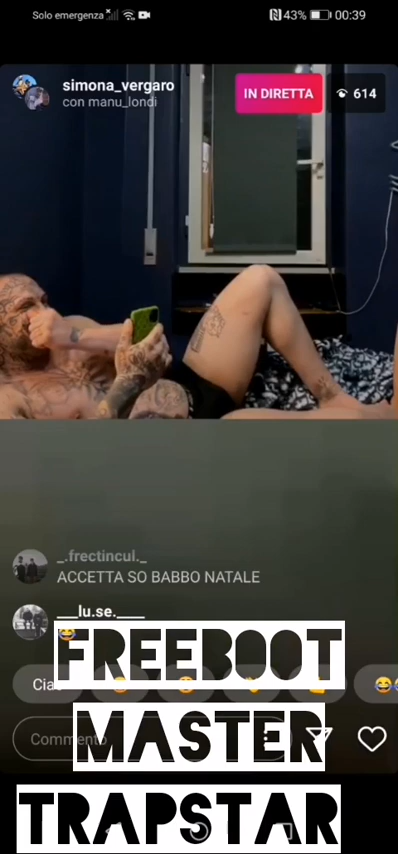 Solo emergenza
43%
00:39
simona_vergaro
con manu_londi
IN DIRETTA
614
_.frectincul._
ACCETTA SO BABBO NATALE
___lu.se.____
😂
Ciao
Commento
FREEBOOT
MASTER
TRAPSTAR